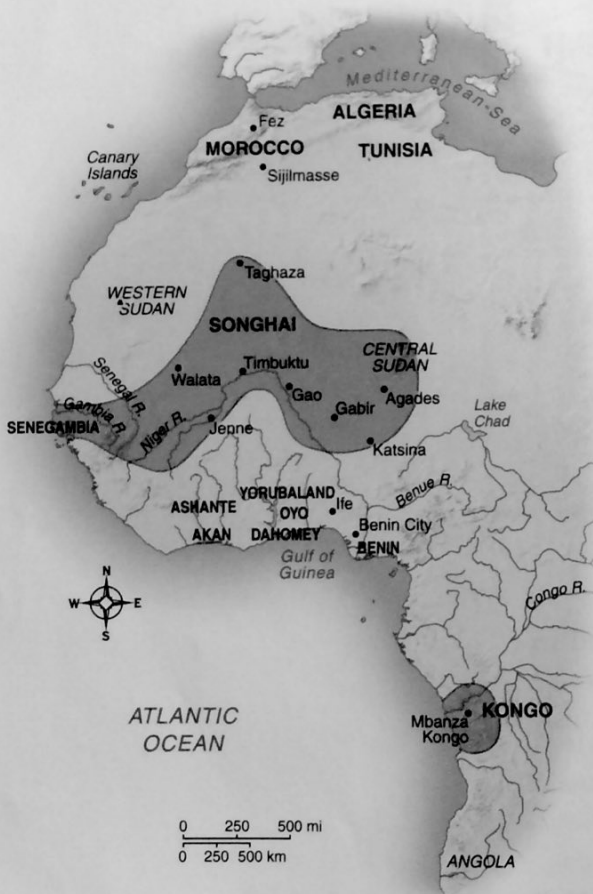 Mediterranean Sea
ALGERIA
Fez
MOROCCO
TUNISIA
Canary
Islands
Sijilmasse
Taghaza
WESTERN
SUDAN
SONGHAI
CENTRAL
SUDAN
Senegal R.
Walata
Timbuktu
Gao
Agades
Gambia R.
Gabir
SENEGAMBIA
Niger R.
Jenne
Lake
Chad
Katsina
Benue R.
YORUBALAND
ASHANTE
OYO
Ife
AKAN
DAHOMEY
Benin City
BENIN
Gulf of
Guinea
N
W
E
S
Congo R.
ATLANTIC
OCEAN
KONGO
Mbanza
Kongo
0 250 500 mi
0 250 500 km
ANGOLA